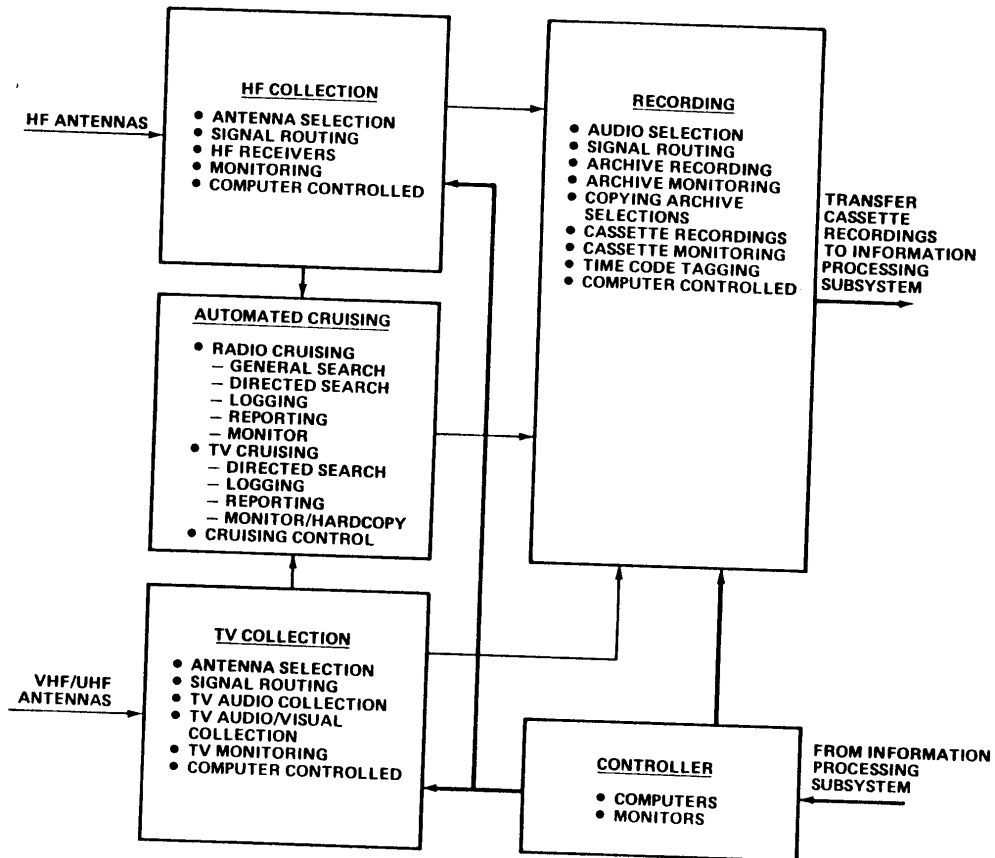 HF ANTENNAS
HF COLLECTION
● ANTENNA SELECTION
● SIGNAL ROUTING
● HF RECEIVERS
● MONITORING
● COMPUTER CONTROLLED
RECORDING
● AUDIO SELECTION
● SIGNAL ROUTING
● ARCHIVE RECORDING
● ARCHIVE MONITORING
● COPYING ARCHIVE
SELECTIONS
● CASSETTE RECORDINGS
● CASSETTE MONITORING
● TIME CODE TAGGING
● COMPUTER CONTROLLED
TRANSFER
CASSETTE
RECORDINGS
TO INFORMATION
PROCESSING
SUBSYSTEM
AUTOMATED CRUISING
● RADIO CRUISING
– GENERAL SEARCH
– DIRECTED SEARCH
– LOGGING
– REPORTING
– MONITOR
● TV CRUISING
– DIRECTED SEARCH
– LOGGING
– REPORTING
– MONITOR/HARDCOPY
● CRUISING CONTROL
VHF/UHF
ANTENNAS
TV COLLECTION
● ANTENNA SELECTION
● SIGNAL ROUTING
● TV AUDIO COLLECTION
● TV AUDIO/VISUAL
COLLECTION
● TV MONITORING
● COMPUTER CONTROLLED
CONTROLLER
● COMPUTERS
● MONITORS
FROM INFORMATION
PROCESSING
SUBSYSTEM